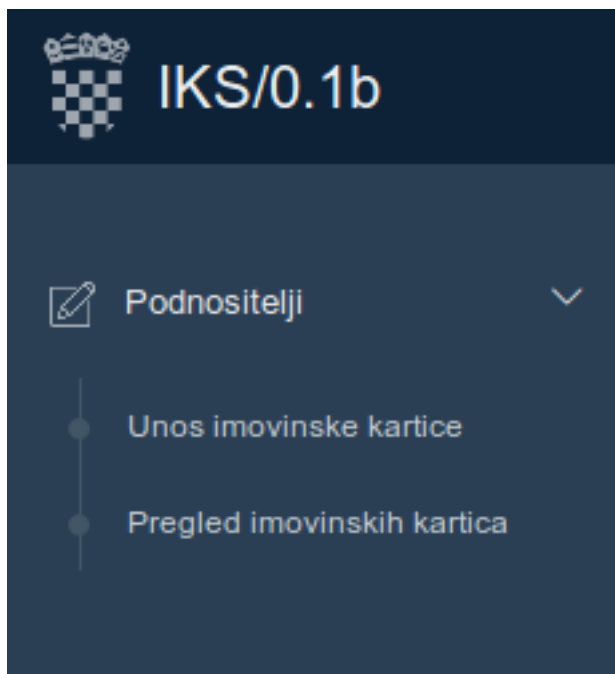 IKS/0.1b
Podnositelji
Unos imovinske kartice
Pregled imovinskih kartica